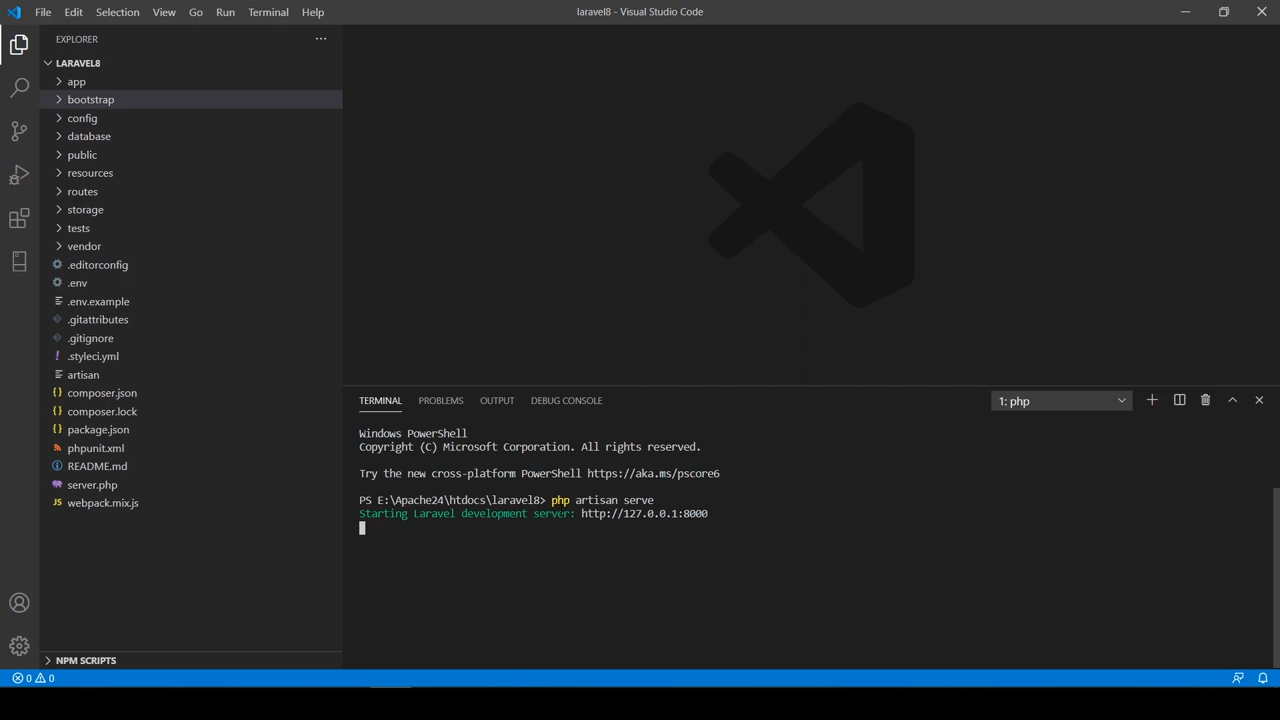 File Edit Selection View Go Run Terminal Help
laravel8 - Visual Studio Code
EXPLORER
LARAVEL8
app
bootstrap
config
database
public
resources
routes
storage
tests
vendor
.editorconfig
.env
.env.example
.gitattributes
.gitignore
.styleci.yml
artisan
composer.json
composer.lock
package.json
phpunit.xml
README.md
server.php
JS webpack.mix.js
NPM SCRIPTS
TERMINAL PROBLEMS OUTPUT DEBUG CONSOLE
1: php
Windows PowerShell
Copyright (C) Microsoft Corporation. All rights reserved.
Try the new cross-platform PowerShell https://aka.ms/pscore6
PS E:\Apache24\htdocs\laravel8> php artisan serve
Starting Laravel development server: http://127.0.0.1:8000
0 0